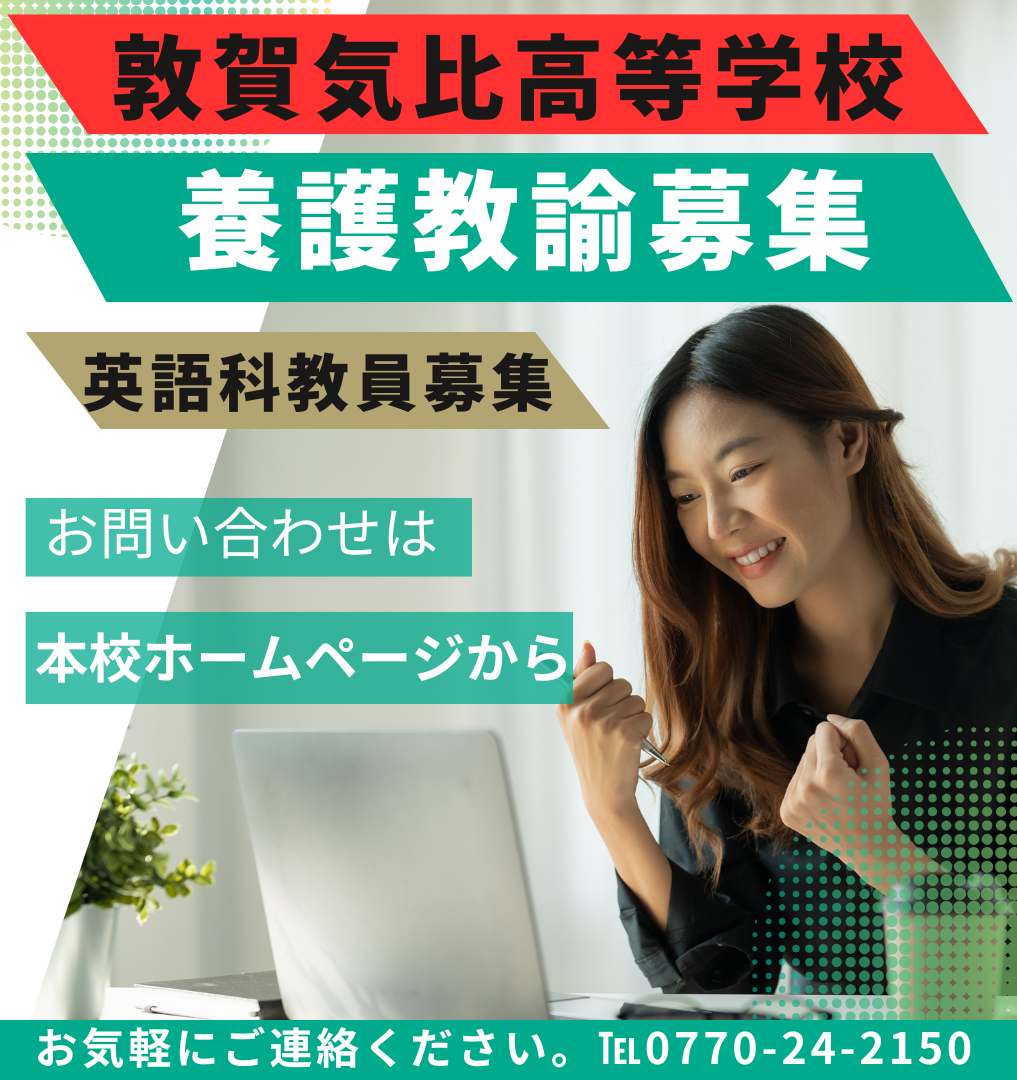 敦賀気比高等学校
養護教諭募集
英語科教員募集
お問い合わせは
本校ホームページから
お気軽にご連絡ください。℡0770-24-2150